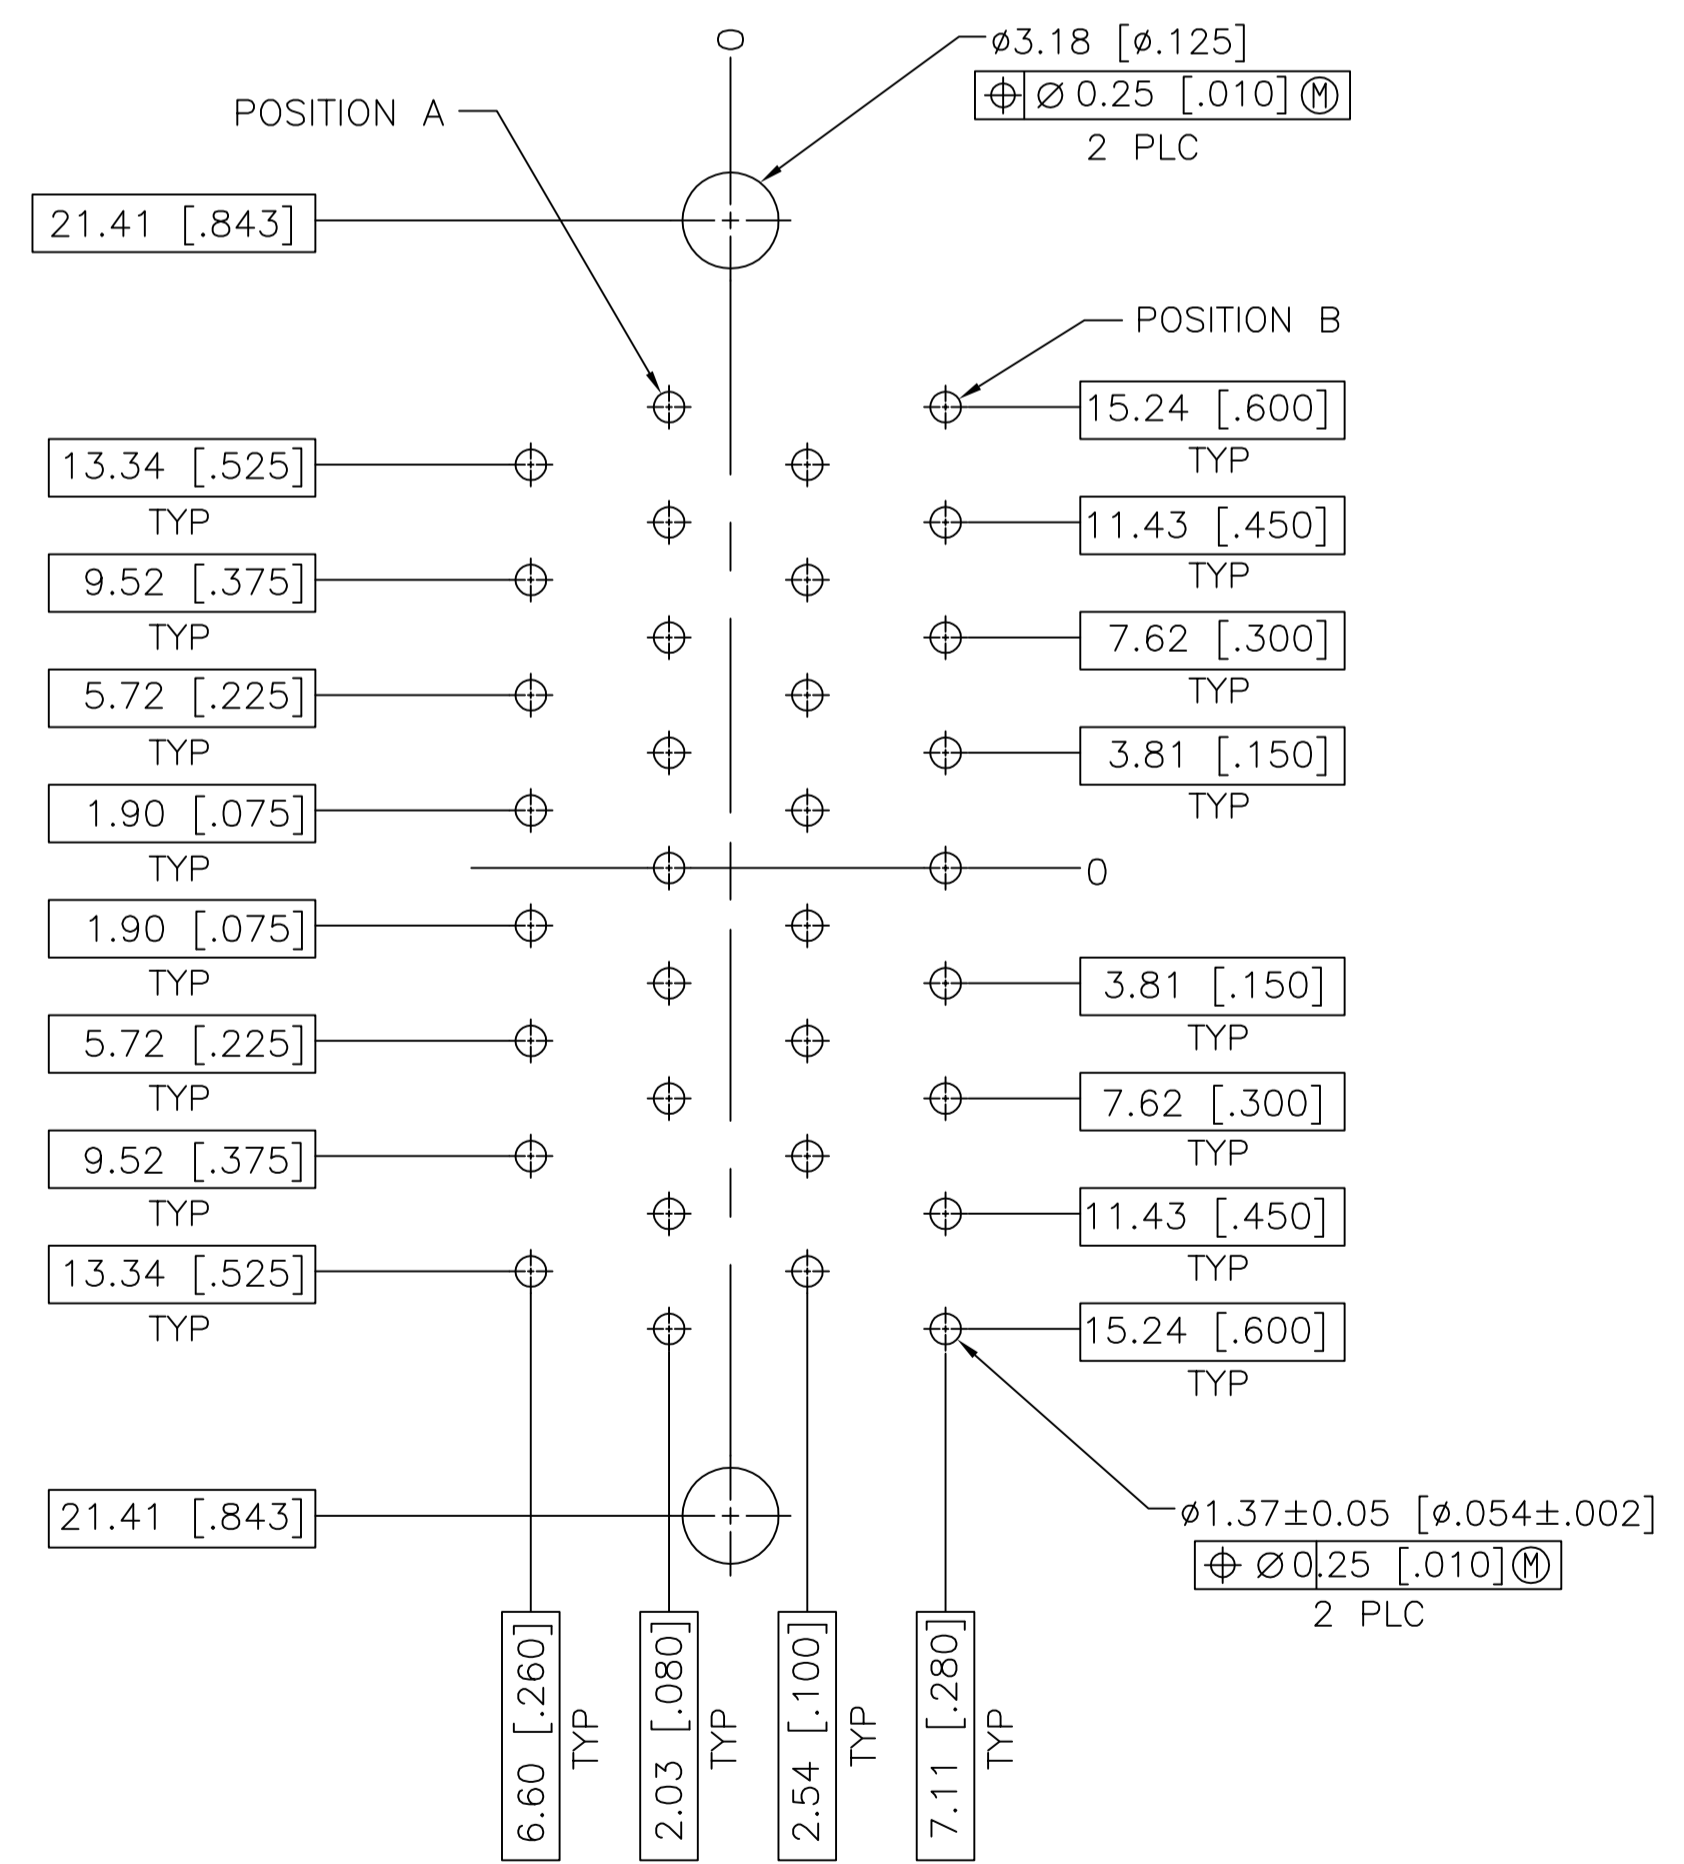 0
ø3.18 [ø.125]
⌖ ⌀ 0.25 [.010] Ⓜ
2 PLC
POSITION A
21.41 [.843]
POSITION B
15.24 [.600]
TYP
13.34 [.525]
TYP
11.43 [.450]
TYP
9.52 [.375]
TYP
7.62 [.300]
TYP
5.72 [.225]
TYP
3.81 [.150]
TYP
1.90 [.075]
TYP
0
1.90 [.075]
TYP
3.81 [.150]
TYP
5.72 [.225]
TYP
7.62 [.300]
TYP
9.52 [.375]
TYP
11.43 [.450]
TYP
13.34 [.525]
TYP
15.24 [.600]
TYP
21.41 [.843]
ø1.37±0.05 [ø.054±.002]
⌖ ⌀ 0.25 [.010] Ⓜ
2 PLC
6.60 [.260]
TYP
2.03 [.080]
TYP
2.54 [.100]
TYP
7.11 [.280]
TYP